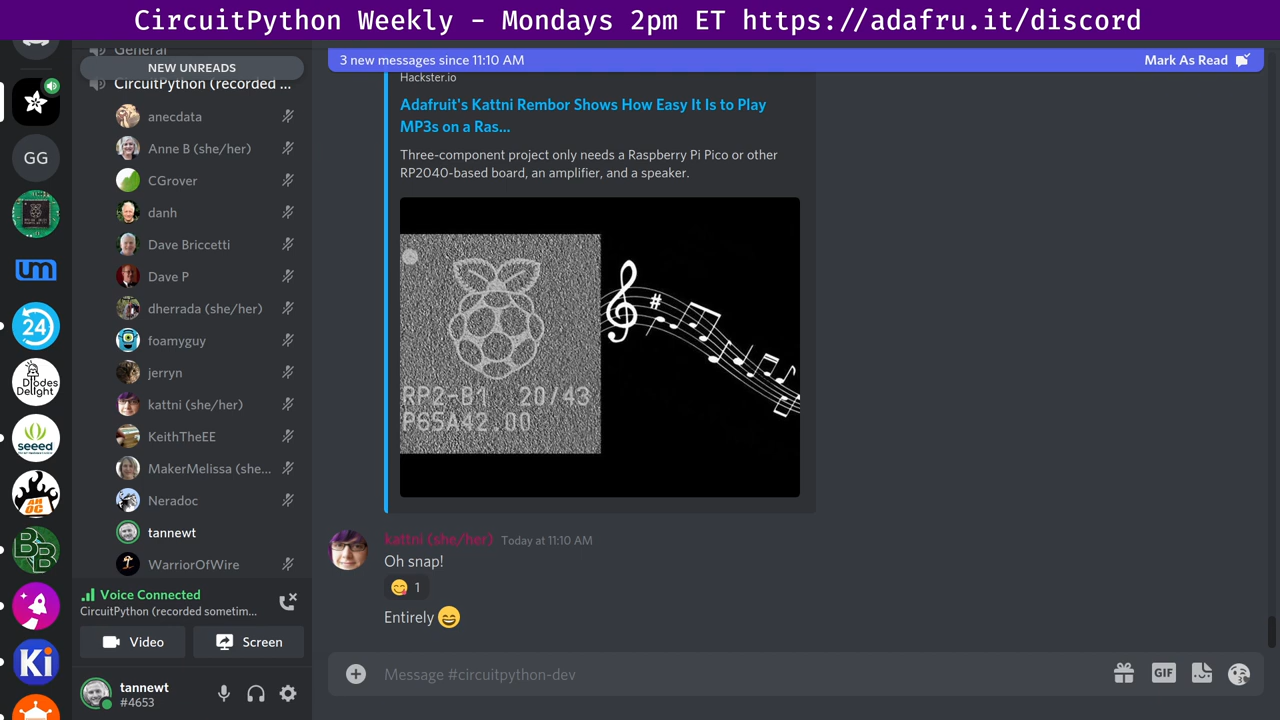 CircuitPython Weekly - Mondays 2pm ET https://adafru.it/discord
General
NEW UNREADS
CircuitPython (recorded ...
anecdata
Anne B (she/her)
CGrover
danh
Dave Briccetti
Dave P
dherrada (she/her)
foamyguy
jerryn
kattni (she/her)
KeithTheEE
MakerMelissa (she...
Neradoc
tannewt
WarriorOfWire
Voice Connected
CircuitPython (recorded sometim...
Video
Screen
tannewt
#4653
GG
um
24
Diodes
Delight
seeed
BB
Ki
3 new messages since 11:10 AM
Mark As Read
Hackster.io
Adafruit's Kattni Rembor Shows How Easy It Is to Play
MP3s on a Ras...
Three-component project only needs a Raspberry Pi Pico or other
RP2040-based board, an amplifier, and a speaker.
RP2-B1 20/43
P65A42.00
kattni (she/her) Today at 11:10 AM
Oh snap!
1
Entirely
Message #circuitpython-dev
GIF